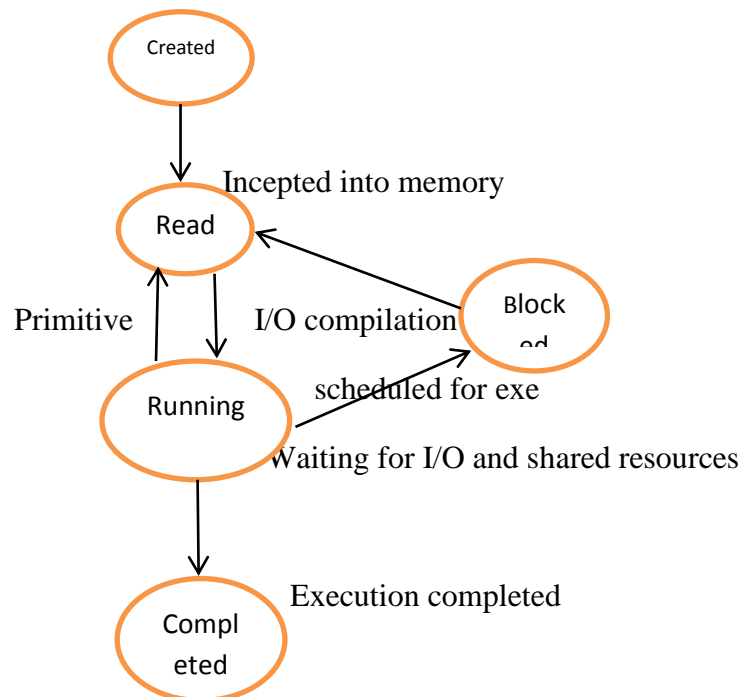 Created
Incepted into memory
Read
Primitive
I/O compilation
Block
ed
scheduled for exe
Running
Waiting for I/O and shared resources
Execution completed
Compl
eted